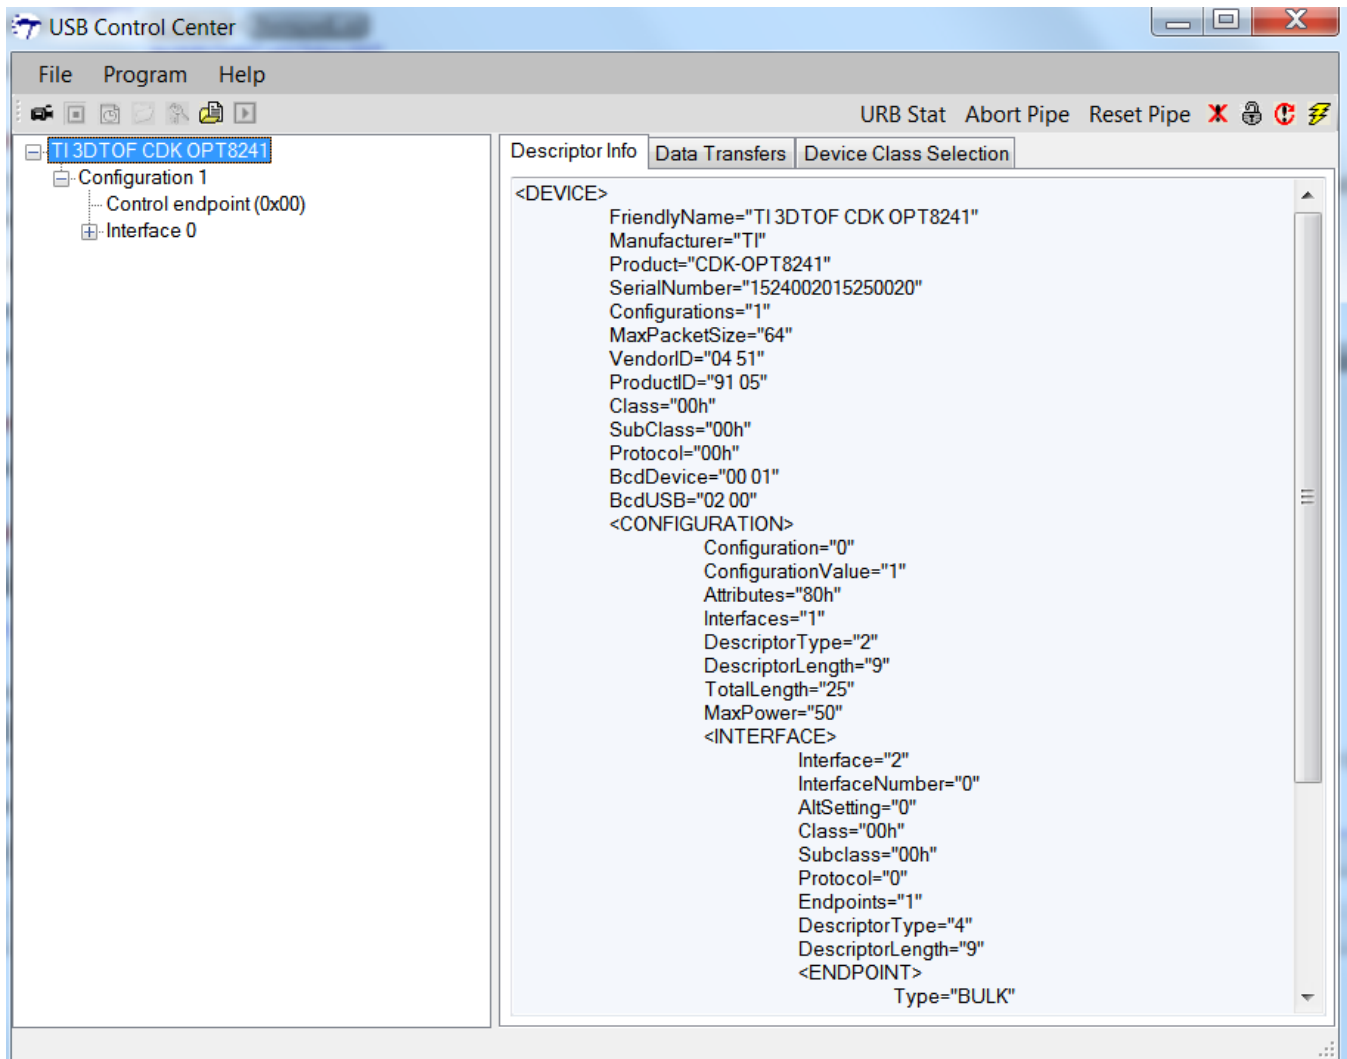 USB Control Center
File Program Help
URB Stat Abort Pipe Reset Pipe
TI 3DTOF CDK OPT8241
Configuration 1
Control endpoint (0x00)
Interface 0
Descriptor Info Data Transfers Device Class Selection
<DEVICE>
FriendlyName="TI 3DTOF CDK OPT8241"
Manufacturer="TI"
Product="CDK-OPT8241"
SerialNumber="1524002015250020"
Configurations="1"
MaxPacketSize="64"
VendorID="04 51"
ProductID="91 05"
Class="00h"
SubClass="00h"
Protocol="00h"
BcdDevice="00 01"
BcdUSB="02 00"
<CONFIGURATION>
Configuration="0"
ConfigurationValue="1"
Attributes="80h"
Interfaces="1"
DescriptorType="2"
DescriptorLength="9"
TotalLength="25"
MaxPower="50"
<INTERFACE>
Interface="2"
InterfaceNumber="0"
AltSetting="0"
Class="00h"
Subclass="00h"
Protocol="0"
Endpoints="1"
DescriptorType="4"
DescriptorLength="9"
<ENDPOINT>
Type="BULK"